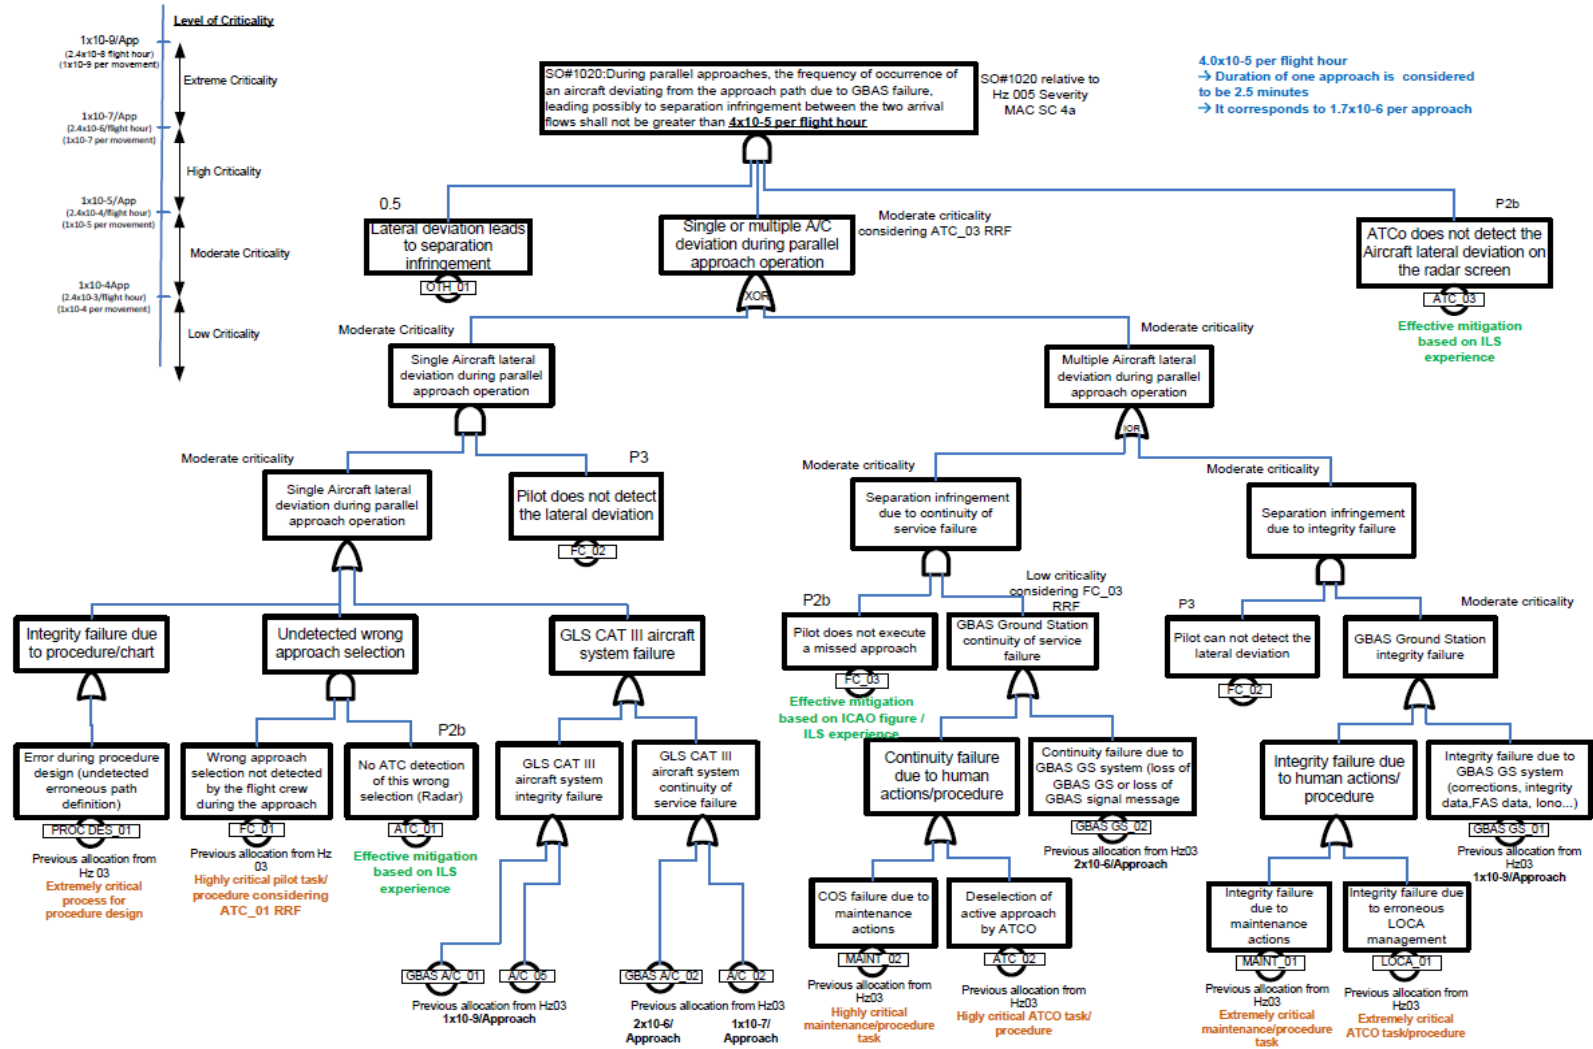 Level of Criticality
1x10-9/App
(2.4x10-8 flight hour)
(1x10-9 per movement)
Extreme Criticality
1x10-7/App
(2.4x10-6/flight hour)
(1x10-7 per movement)
High Criticality
1x10-5/App
(2.4x10-4/flight hour)
(1x10-5 per movement)
Moderate Criticality
1x10-4App
(2.4x10-3/flight hour)
(1x10-4 per movement)
Low Criticality
SO#1020:During parallel approaches, the frequency of occurrence of
an aircraft deviating from the approach path due to GBAS failure,
leading possibly to separation infringement between the two arrival
flows shall not be greater than 4x10-5 per flight hour
SO#1020 relative to
Hz 005 Severity
MAC SC 4a
4.0x10-5 per flight hour
→ Duration of one approach is considered
to be 2.5 minutes
→ It corresponds to 1.7x10-6 per approach
0.5
Lateral deviation leads
to separation
infringement
OTH_01
Single or multiple A/C
deviation during parallel
approach operation
XOR
Moderate criticality
considering ATC_03 RRF
P2b
ATCo does not detect the
Aircraft lateral deviation on
the radar screen
ATC_03
Effective mitigation
based on ILS
experience
Moderate Criticality
Single Aircraft lateral
deviation during parallel
approach operation
Moderate criticality
Multiple Aircraft lateral
deviation during parallel
approach operation
IOR
Moderate criticality
Single Aircraft lateral
deviation during parallel
approach operation
P3
Pilot does not detect
the lateral deviation
FC_02
Moderate criticality
Separation infringement
due to continuity of
service failure
Moderate criticality
Separation infringement
due to integrity failure
Integrity failure due
to procedure/chart
Undetected wrong
approach selection
GLS CAT III aircraft
system failure
P2b
Pilot does not execute
a missed approach
FC_03
Effective mitigation
based on ICAO figure /
ILS experience
Low criticality
considering FC_03
RRF
GBAS Ground Station
continuity of service
failure
P3
Pilot can not detect the
lateral deviation
FC_02
Moderate criticality
GBAS Ground Station
integrity failure
Error during procedure
design (undetected
erroneous path
definition)
PROC DES_01
Previous allocation from
Hz 03
Extremely critical
process for
procedure design
Wrong approach
selection not detected
by the flight crew
during the approach
FC_01
Previous allocation from Hz
03
Highly critical pilot task/
procedure considering
ATC_01 RRF
P2b
No ATC detection
of this wrong
selection (Radar)
ATC_01
Effective mitigation
based on ILS
experience
GLS CAT III
aircraft system
integrity failure
GLS CAT III
aircraft system
continuity of
service failure
Continuity failure
due to human
actions/procedure
Continuity failure due to
GBAS GS system (loss of
GBAS GS or loss of
GBAS signal message)
GBAS GS_02
Previous allocation from Hz03
2x10-6/Approach
Integrity failure due
to human actions/
procedure
Integrity failure due to
GBAS GS system
(corrections, integrity
data,FAS data, Iono...)
GBAS GS_01
Previous allocation from
Hz03
1x10-9/Approach
GBAS A/C_01
A/C_05
Previous allocation from Hz03
1x10-9/Approach
GBAS A/C_02
A/C_02
Previous allocation from Hz03
2x10-6/
Approach
1x10-7/
Approach
COS failure due to
maintenance
actions
MAINT_02
Previous allocation from
Hz03
Highly critical
maintenance/procedure
task
Deselection of
active approach
by ATCO
ATC_02
Previous allocation from
Hz03
Higly critical ATCO task/
procedure
Integrity failure
due to
maintenance
actions
MAINT_01
Previous allocation from
Hz03
Extremely critical
maintenance/procedure
task
Integrity failure
due to erroneous
LOCA
management
LOCA_01
Previous allocation from
Hz03
Extremely critical
ATCO task/procedure